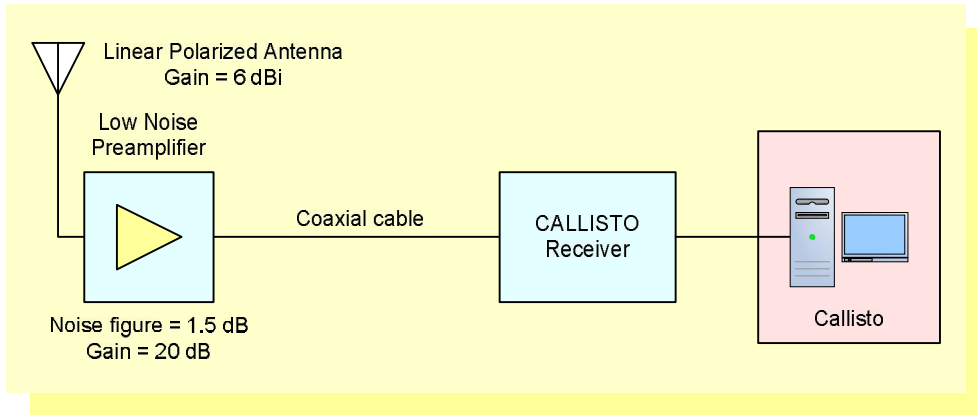 Linear Polarized Antenna
Gain = 6 dBi
Low Noise
Preamplifier
Coaxial cable
CALLISTO
Receiver
Noise figure = 1.5 dB
Gain = 20 dB
Callisto